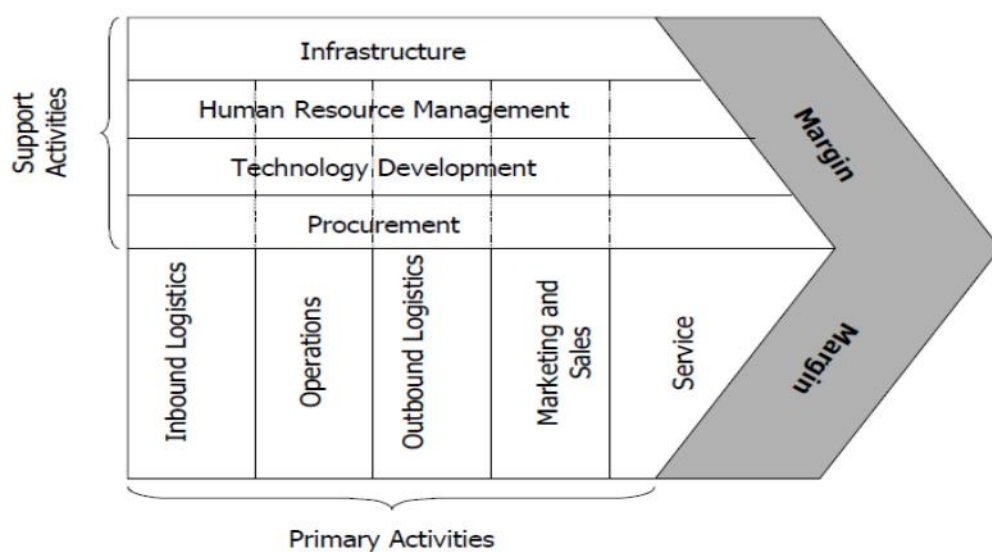 Support
Activities
Infrastructure
Human Resource Management
Technology Development
Procurement
Inbound Logistics
Operations
Outbound Logistics
Marketing and
Sales
Service
Margin
Margin
Primary Activities